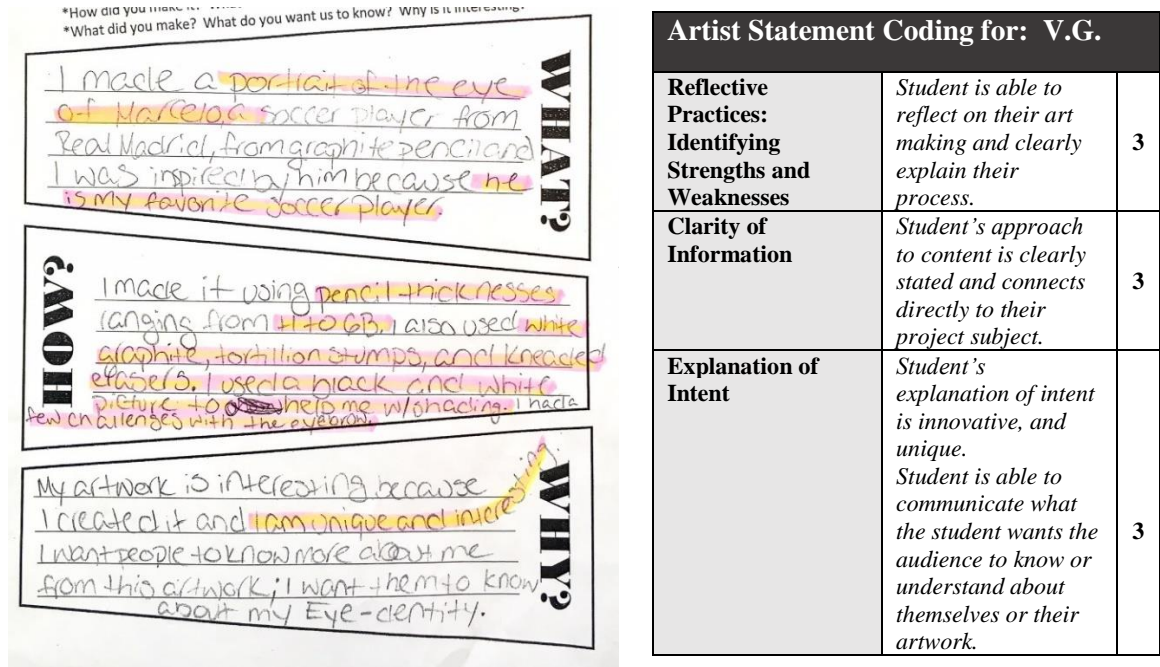 *How did you make it?
*What did you make? What do you want us to know? Why is it interesting?
WHAT?
I made a portrait of the eye
of Marcelo, a soccer player from
Real Madrid, from graphite pencil and
I was inspired by him because he
is my favorite soccer player.
HOW?
I made it using pencil thicknesses
ranging from H to 6B. I also used white
graphite, tortillion stumps, and kneaded
erasers. I used a black and white
picture to help me w/shading. I had a
few challenges with the eyebrow.
WHY?
My artwork is interesting because
I created it and I am unique and interesting.
I want people to know more about me
from this artwork; I want them to know
about my Eye-dentity.
Artist Statement Coding for: V.G.
Reflective
Practices:
Identifying
Strengths and
Weaknesses
Student is able to
reflect on their art
making and clearly
explain their
process.
3
Clarity of
Information
Student's approach
to content is clearly
stated and connects
directly to their
project subject.
3
Explanation of
Intent
Student's
explanation of intent
is innovative, and
unique.
Student is able to
communicate what
the student wants the
audience to know or
understand about
themselves or their
artwork.
3